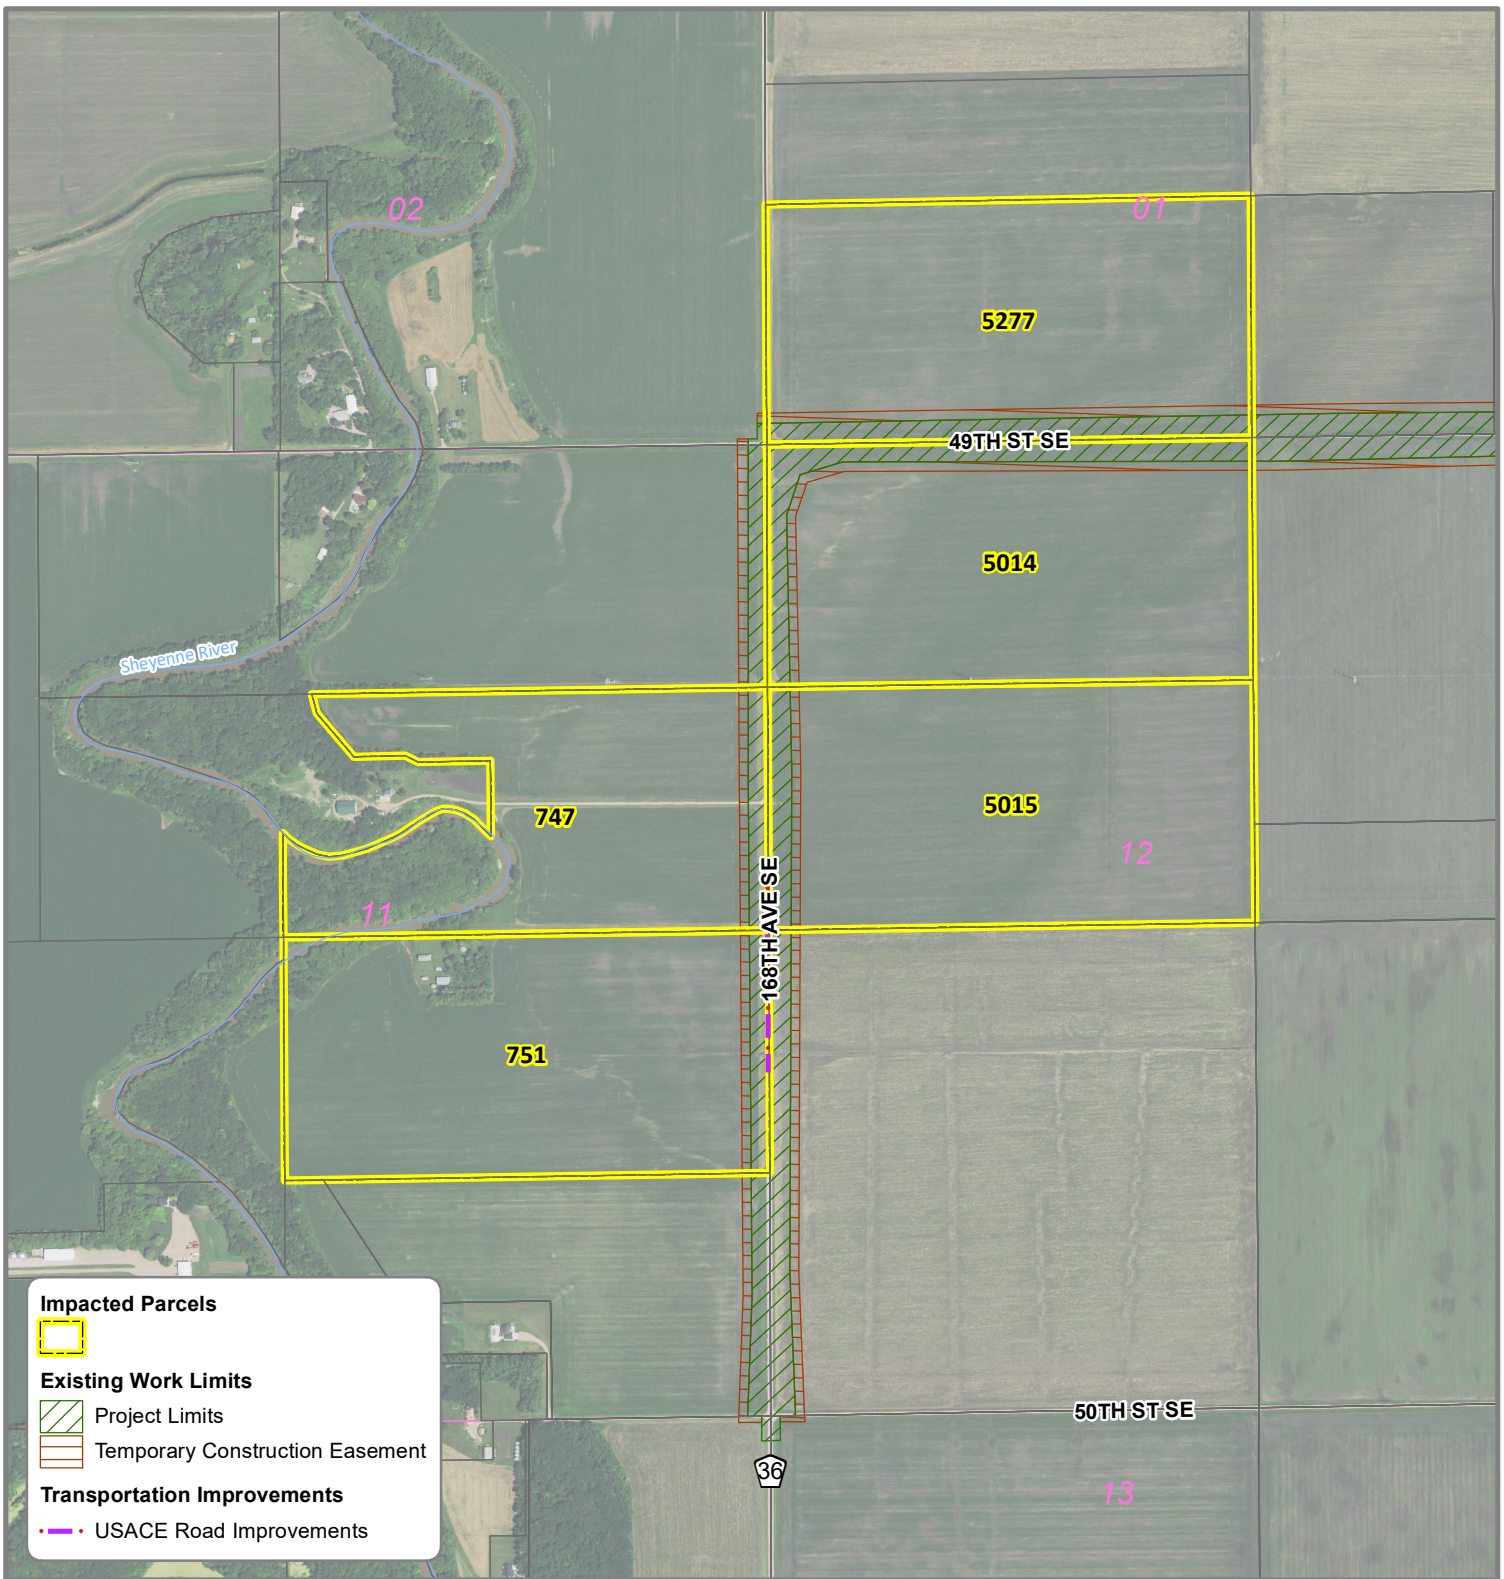 02
01
5277
49TH ST SE
5014
Sheyenne River
747
5015
12
11
168TH AVE SE
751
Impacted Parcels
Existing Work Limits
Project Limits
Temporary Construction Easement
Transportation Improvements
USACE Road Improvements
50TH ST SE
36
13